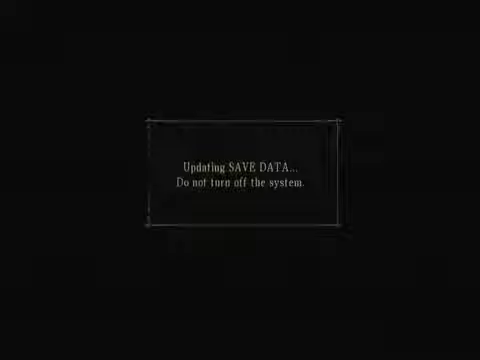 Updating SAVE DATA...
Do not turn off the system.